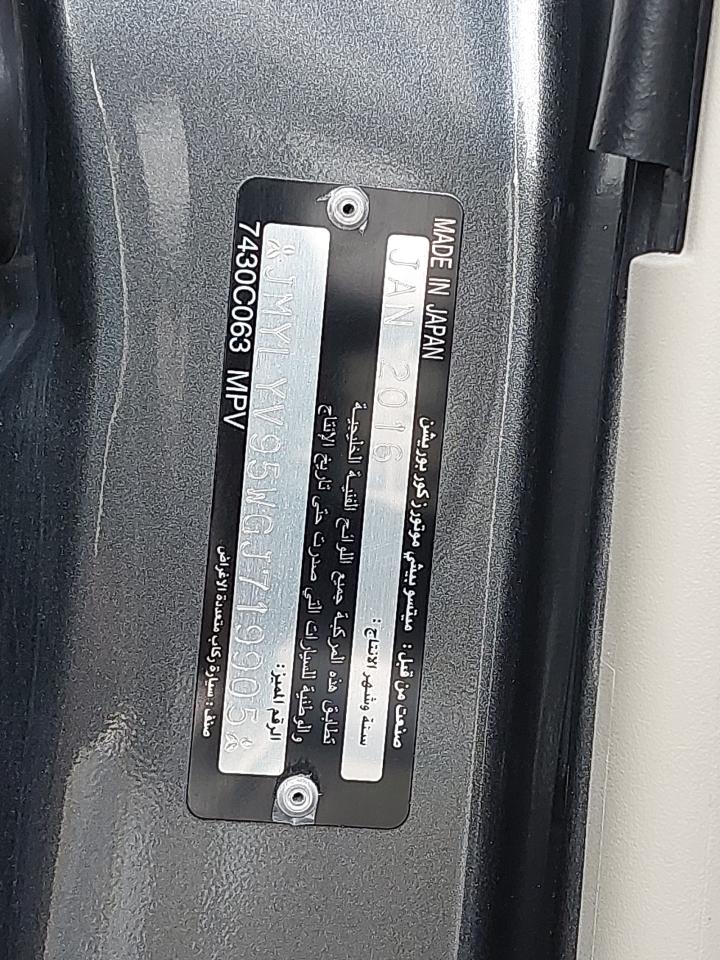 MADE IN JAPAN
صنعت من قبل: ميتسوبيشي موتورز كوربوريشن
JAN 2016
سنة وشهر الانتاج:
تطابق هذه المركبة جميع اللوائح الفنية الخليجية
والوطنية للسيارات التي صدرت حتى تاريخ الإنتاج
الرقم المميز:
JMYLYV95WGJ719905
7430C063 MPV
صنف: سيارة ركاب متعددة الاغراض